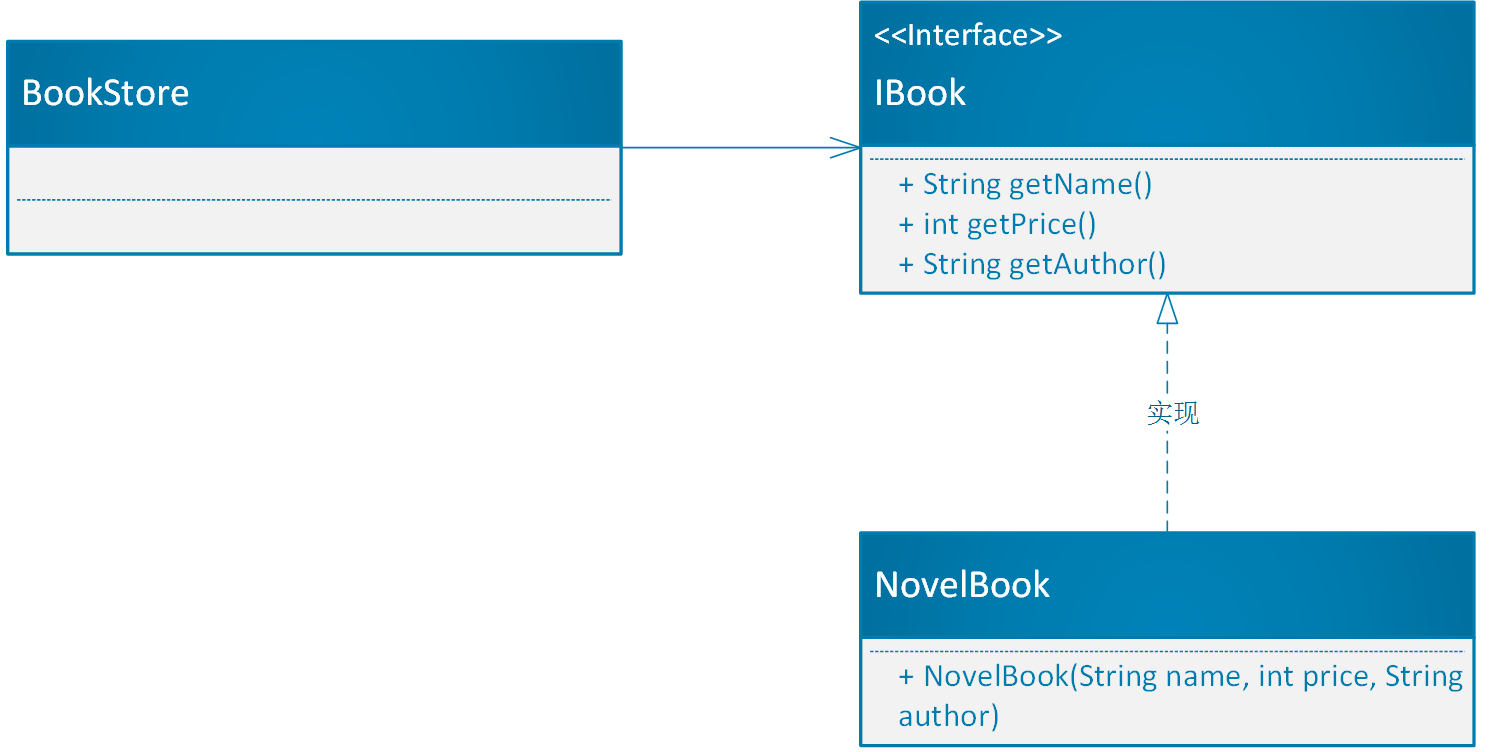 BookStore
<<Interface>>
IBook
+ String getName()
+ int getPrice()
+ String getAuthor()
实现
NovelBook
+ NovelBook(String name, int price, String
author)